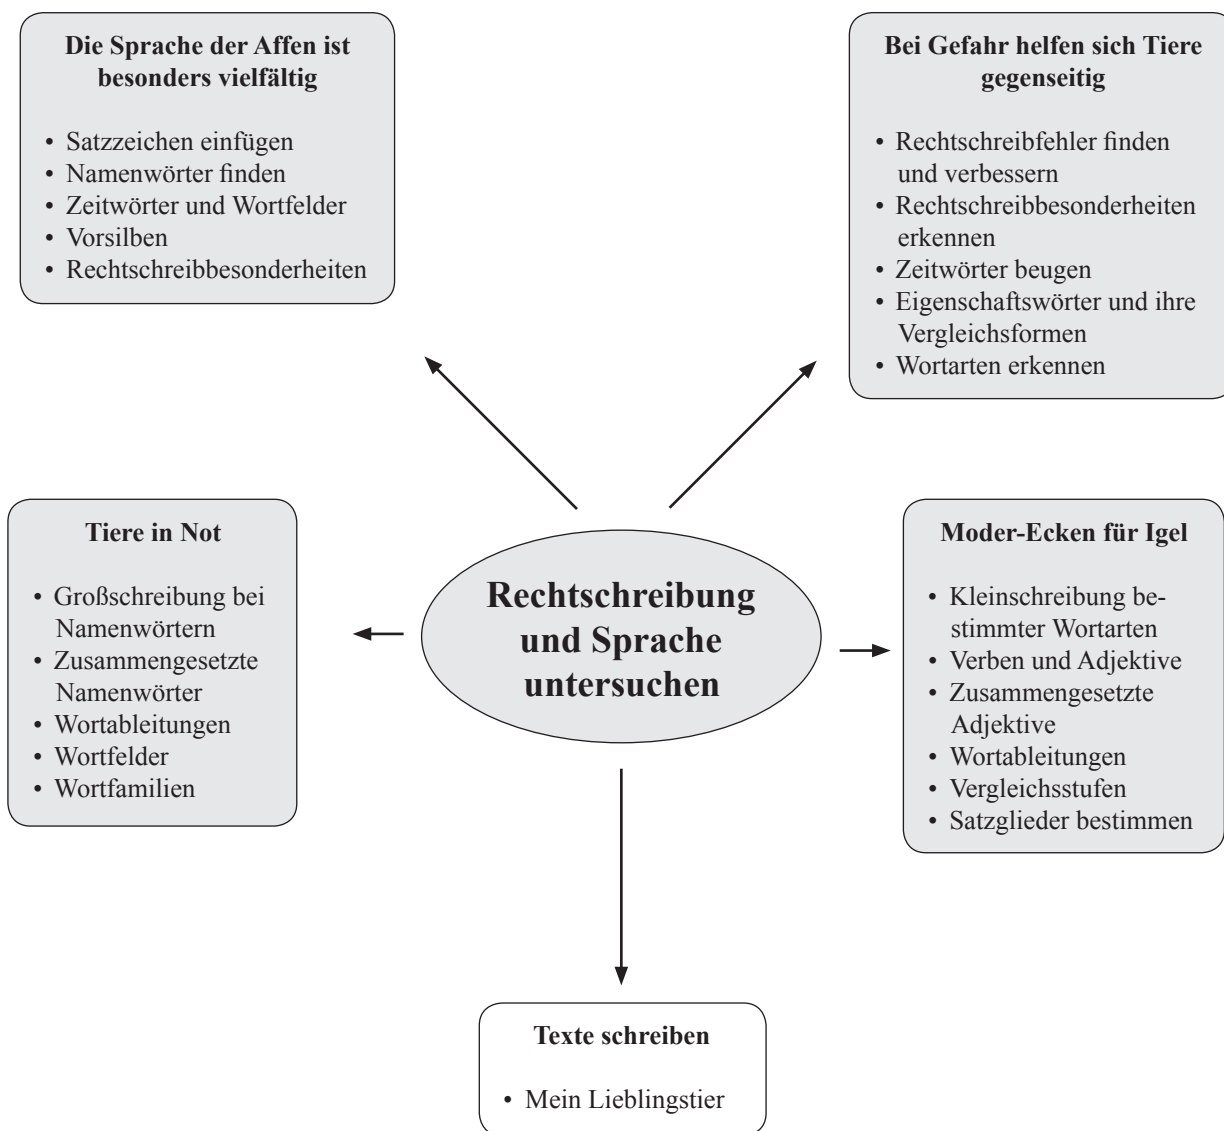 Die Sprache der Affen ist
besonders vielfältig
• Satzzeichen einfügen
• Namenwörter finden
• Zeitwörter und Wortfelder
• Vorsilben
• Rechtschreibbesonderheiten
Bei Gefahr helfen sich Tiere
gegenseitig
• Rechtschreibfehler finden
und verbessern
• Rechtschreibbesonderheiten
erkennen
• Zeitwörter beugen
• Eigenschaftswörter und ihre
Vergleichsformen
• Wortarten erkennen
Tiere in Not
• Großschreibung bei
Namenwörtern
• Zusammengesetzte
Namenwörter
• Wortableitungen
• Wortfelder
• Wortfamilien
Rechtschreibung
und Sprache
untersuchen
Moder-Ecken für Igel
• Kleinschreibung be-
stimmter Wortarten
• Verben und Adjektive
• Zusammengesetzte
Adjektive
• Wortableitungen
• Vergleichsstufen
• Satzglieder bestimmen
Texte schreiben
• Mein Lieblingstier